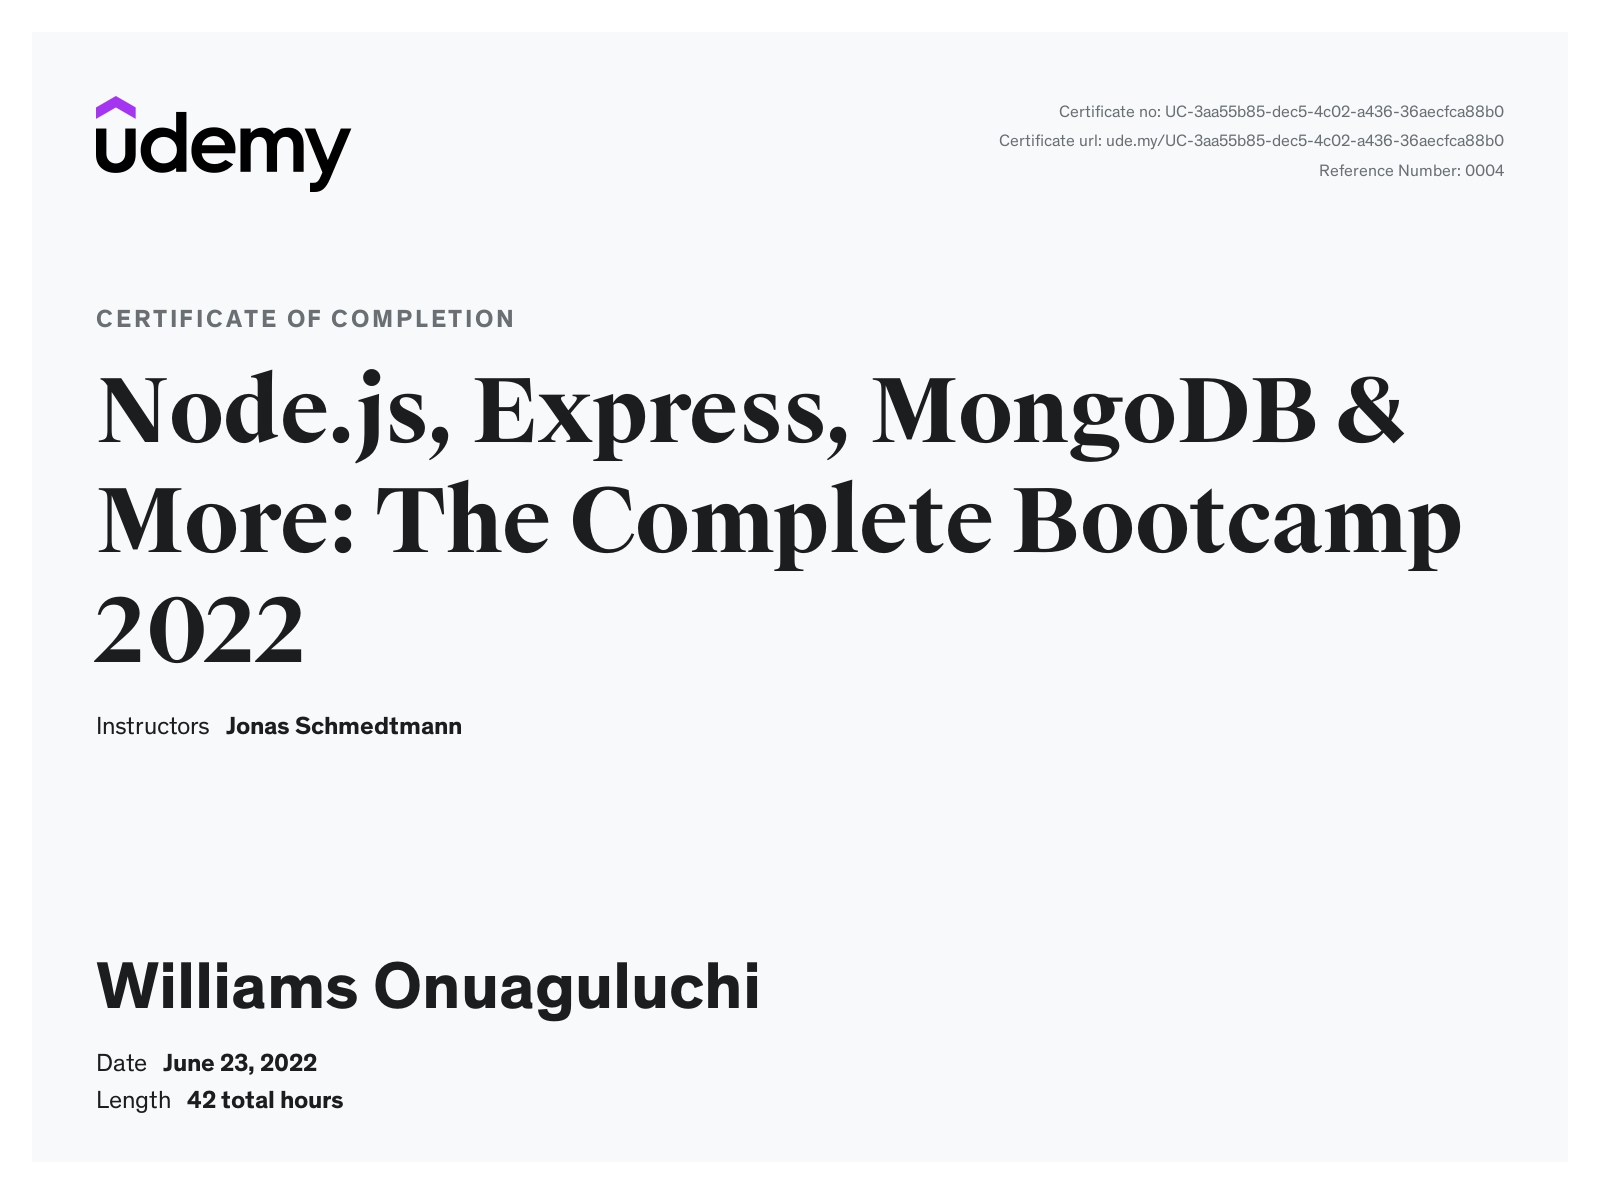 udemy
Certificate no: UC-3aa55b85-dec5-4c02-a436-36aecfca88b0
Certificate url: ude.my/UC-3aa55b85-dec5-4c02-a436-36aecfca88b0
Reference Number: 0004
CERTIFICATE OF COMPLETION
Node.js, Express, MongoDB &
More: The Complete Bootcamp
2022
Instructors Jonas Schmedtmann
Williams Onuaguluchi
Date June 23, 2022
Length 42 total hours